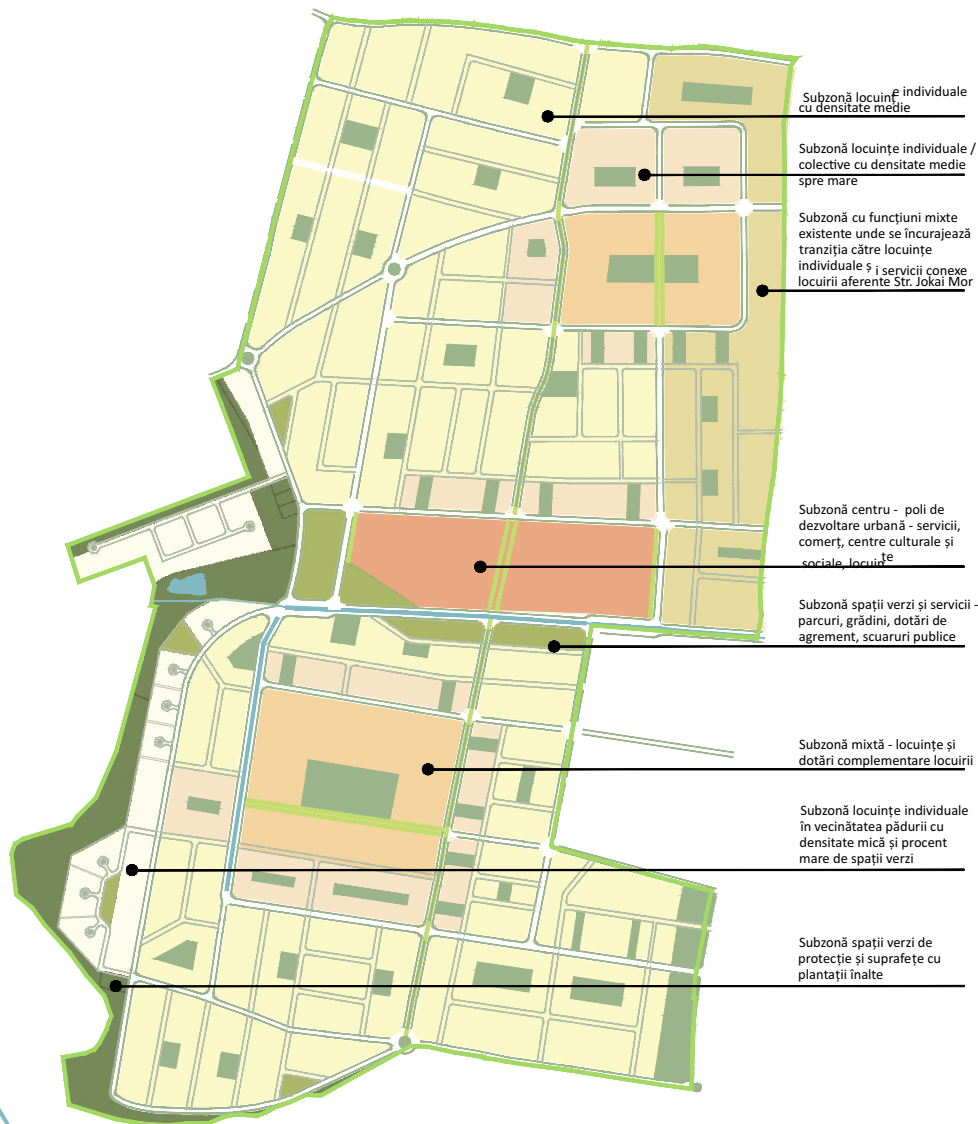 Subzonă locuințe individuale
cu densitate medie
Subzonă locuințe individuale /
colective cu densitate medie
spre mare
Subzonă cu funcțiuni mixte
existente unde se încurajează
tranziția către locuințe
individuale și servicii conexe
locuirii aferente Str. Jokai Mor
Subzonă centru - poli de
dezvoltare urbană - servicii,
comerț, centre culturale și
sociale, locuințe
Subzonă spații verzi și servicii -
parcuri, grădini, dotări de
agrement, scuaruri publice
Subzonă mixtă - locuințe și
dotări complementare locuirii
Subzonă locuințe individuale
în vecinătatea pădurii cu
densitate mică și procent
mare de spații verzi
Subzonă spații verzi de
protecție și suprafețe cu
plantații înalte